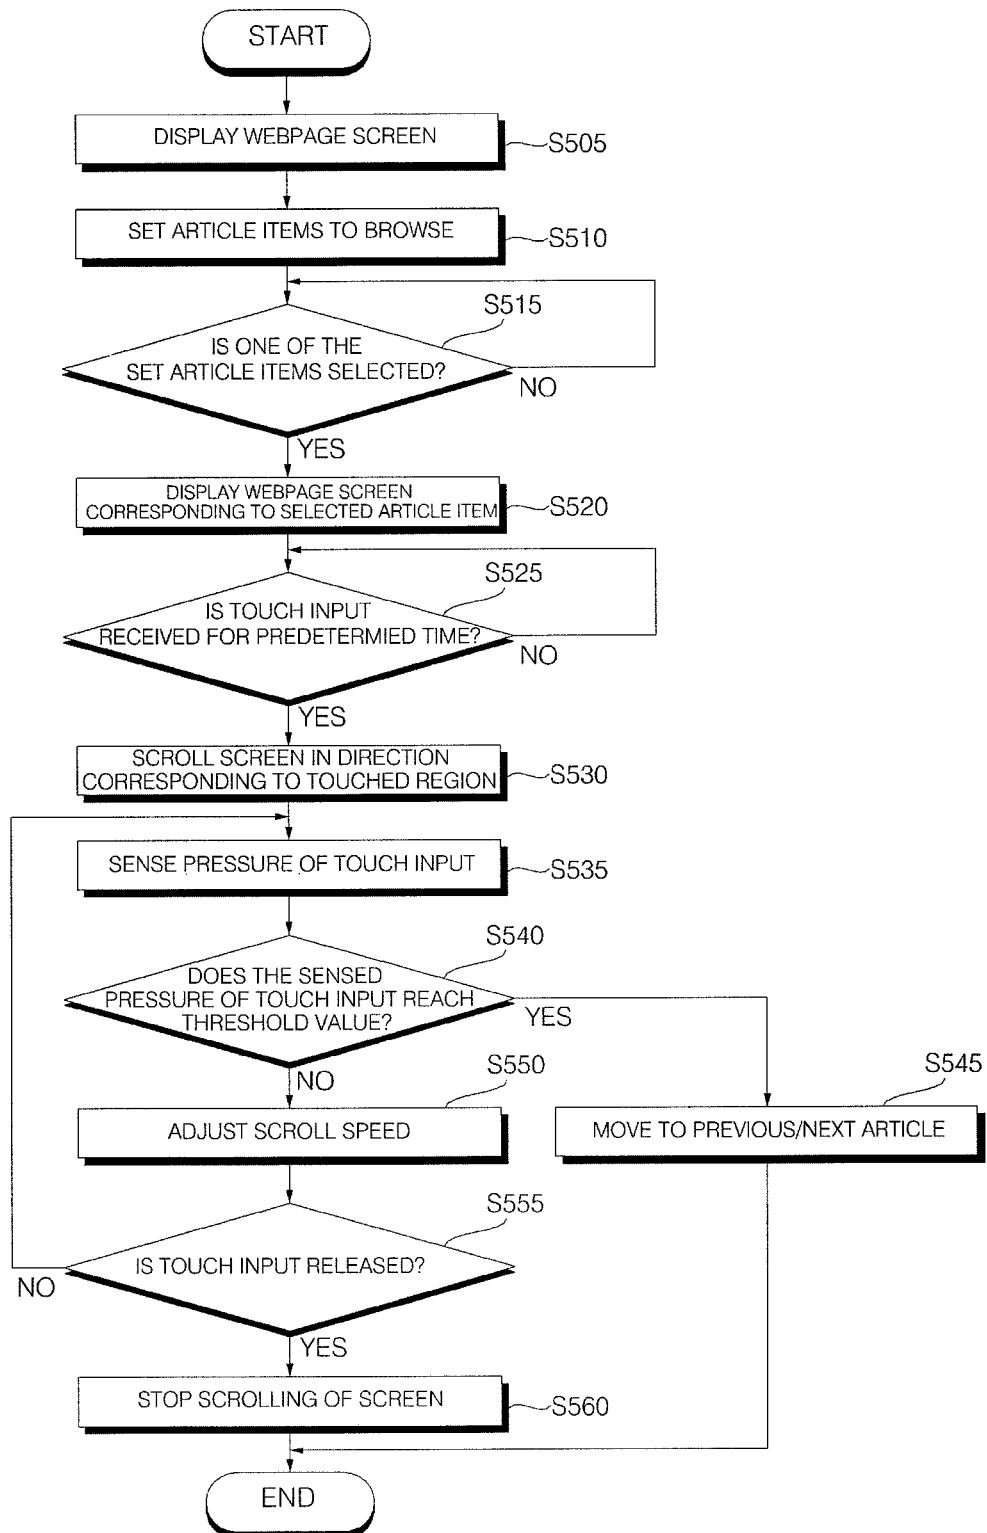 START
DISPLAY WEBPAGE SCREEN
S505
SET ARTICLE ITEMS TO BROWSE
S510
S515
IS ONE OF THE
SET ARTICLE ITEMS SELECTED?
NO
YES
DISPLAY WEBPAGE SCREEN
CORRESPONDING TO SELECTED ARTICLE ITEM
S520
S525
IS TOUCH INPUT
RECEIVED FOR PREDETERMIED TIME?
NO
YES
SCROLL SCREEN IN DIRECTION
CORRESPONDING TO TOUCHED REGION
S530
SENSE PRESSURE OF TOUCH INPUT
S535
S540
DOES THE SENSED
PRESSURE OF TOUCH INPUT REACH
THRESHOLD VALUE?
YES
NO
S550
S545
ADJUST SCROLL SPEED
MOVE TO PREVIOUS/NEXT ARTICLE
S555
IS TOUCH INPUT RELEASED?
NO
YES
STOP SCROLLING OF SCREEN
S560
END